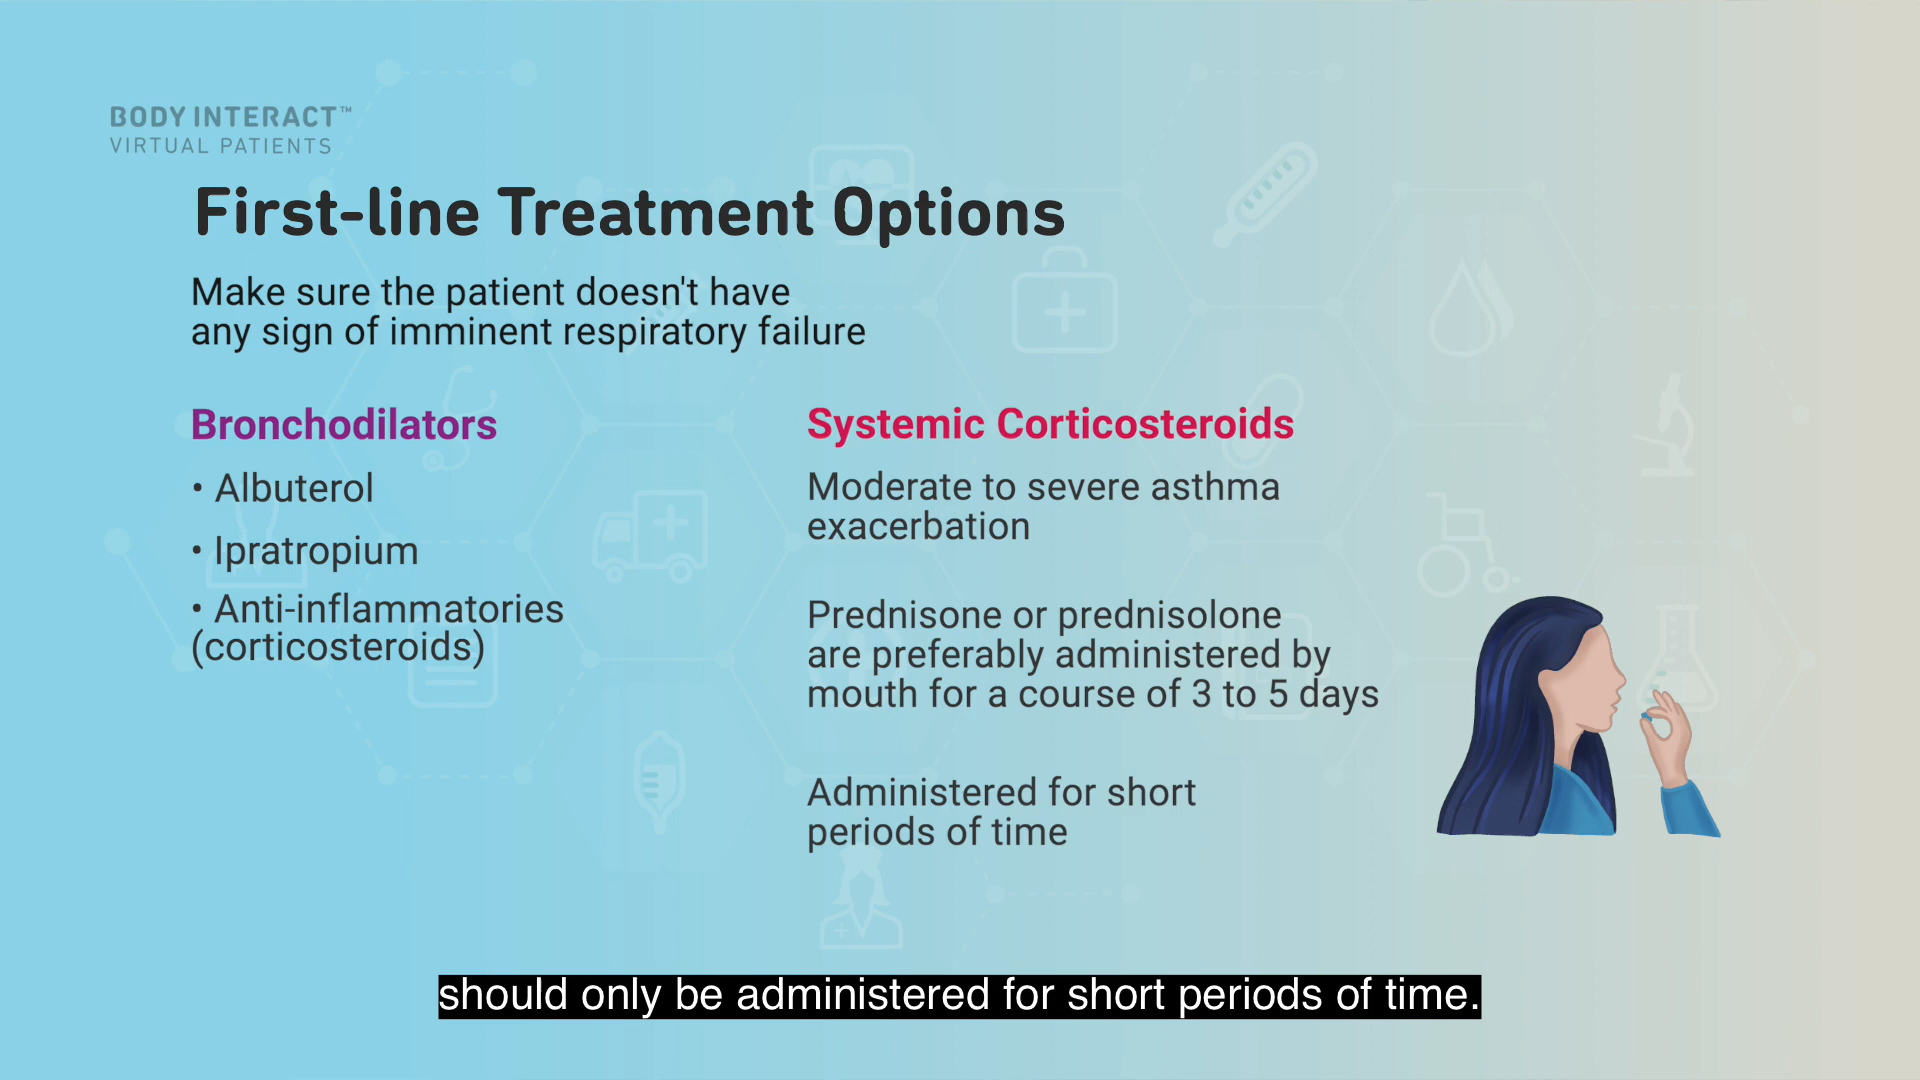 BODY INTERACT™
VIRTUAL PATIENTS
First-line Treatment Options
Make sure the patient doesn't have
any sign of imminent respiratory failure
Bronchodilators
• Albuterol
• Ipratropium
• Anti-inflammatories
(corticosteroids)
Systemic Corticosteroids
Moderate to severe asthma
exacerbation
Prednisone or prednisolone
are preferably administered by
mouth for a course of 3 to 5 days
Administered for short
periods of time
should only be administered for short periods of time.